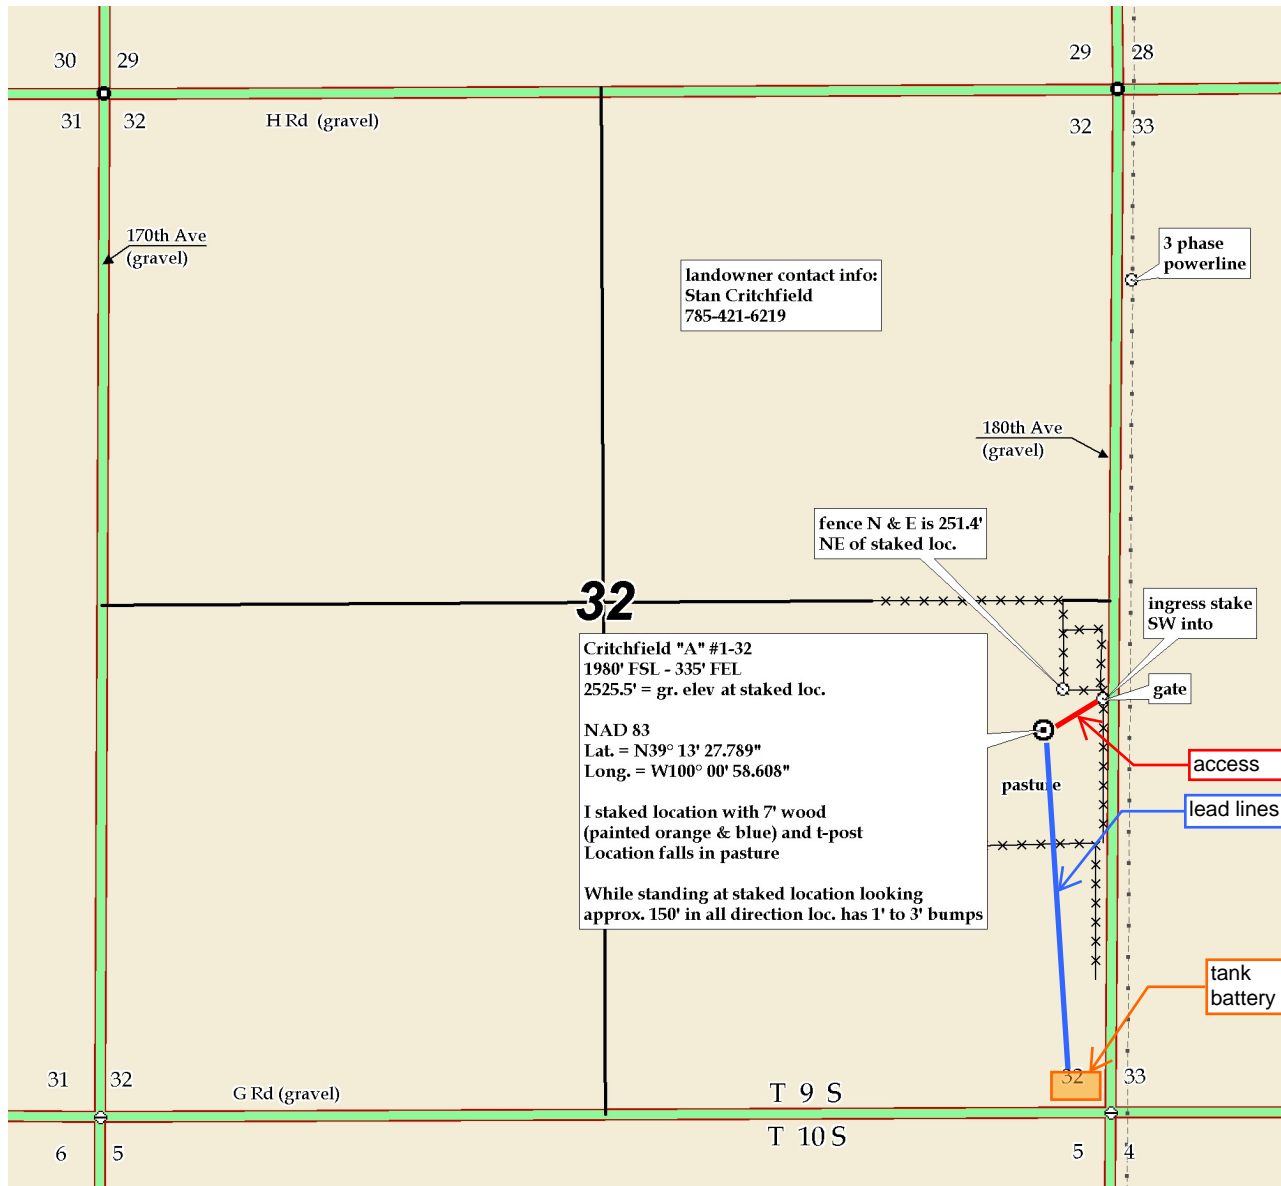 30 29
29 28
31 32
H Rd (gravel)
32 33
170th Ave
(gravel)
3 phase
powerline
landowner contact info:
Stan Critchfield
785-421-6219
180th Ave
(gravel)
fence N & E is 251.4'
NE of staked loc.
32
ingress stake
SW into
gate
Critchfield "A" #1-32
1980' FSL - 335' FEL
2525.5' = gr. elev at staked loc.
NAD 83
Lat. = N39° 13' 27.789"
Long. = W100° 00' 58.608"
I staked location with 7' wood
(painted orange & blue) and t-post
Location falls in pasture
While standing at staked location looking
approx. 150' in all direction loc. has 1' to 3' bumps
pasture
access
lead lines
tank
battery
31 32
G Rd (gravel)
T 9 S
32 33
T 10 S
6 5
5 4